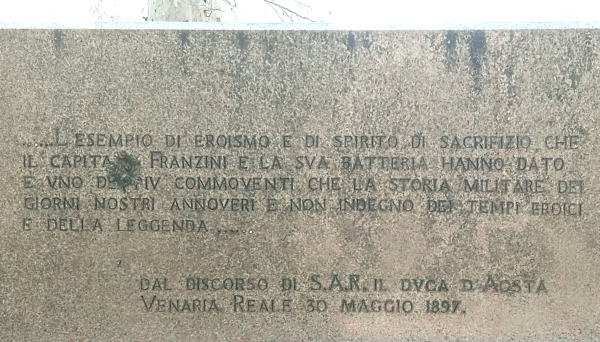 ......L'ESEMPIO DI EROISMO E DI SPIRITO DI SACRIFIZIO CHE
IL FRANZINI E LA SVA BATTERIA HANNO DATO
E VNO PIV COMMOVENTI CHE LA STORIA MILITARE DEI
GIORNI NOSTRI ANNOVERI E NON INDEGNO DEI TEMPI EROICI
E DELLA LEGGENDA .....
DAL DISCORSO DI S.A.R. IL DVCA D'AOSTA
VENARIA REALE 30 MAGGIO 1897.